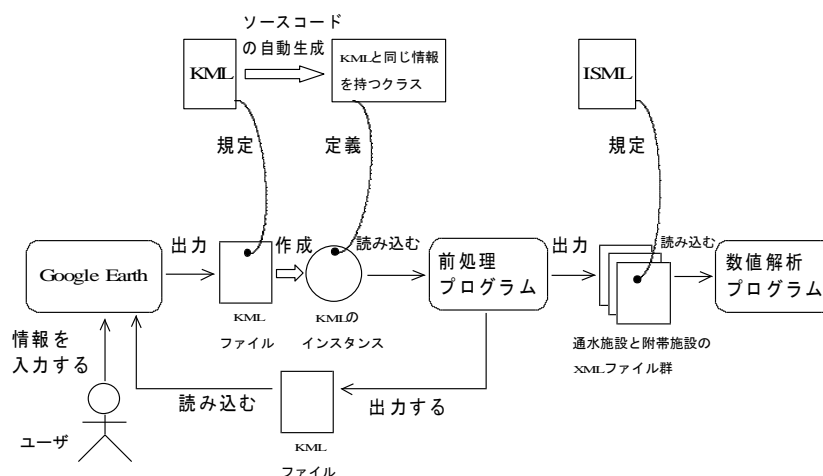 ソースコード
の自動生成
KML
KMLと同じ情報
を持つクラス
ISML
規定
定義
規定
出力
作成
読み込む
出力
読み込む
Google Earth
前処理
プログラム
数値解析
プログラム
KML
ファイル
KMLの
インスタンス
通水施設と附帯施設の
XMLファイル群
情報を
入力する
読み込む
出力する
ユーザ
KML
ファイル